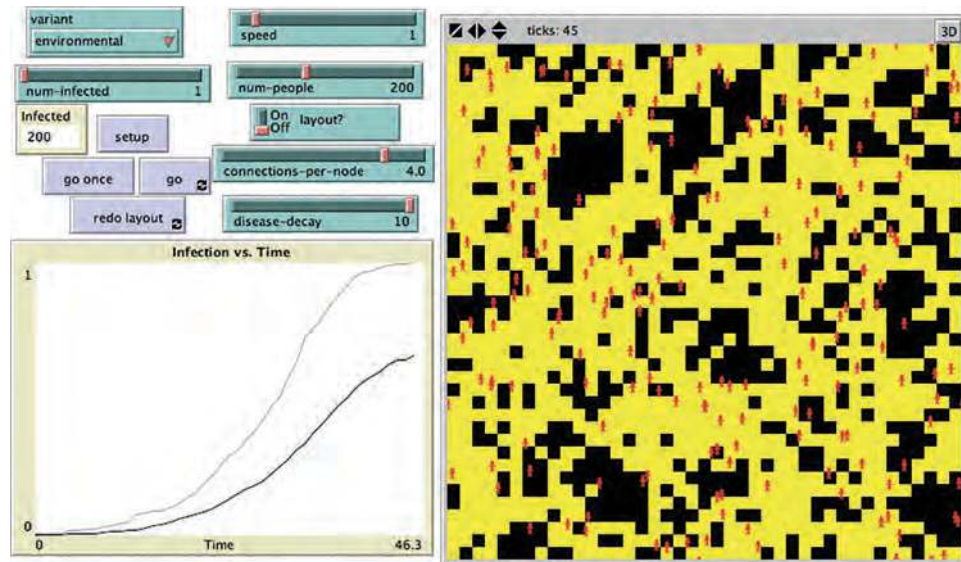 variant
environmental
speed 1
num-infected 1
num-people 200
Infected
200
setup
On
Off
layout?
go once
go
connections-per-node 4.0
redo layout
disease-decay 10
Infection vs. Time
1
0
0 Time 46.3
ticks: 45
3D